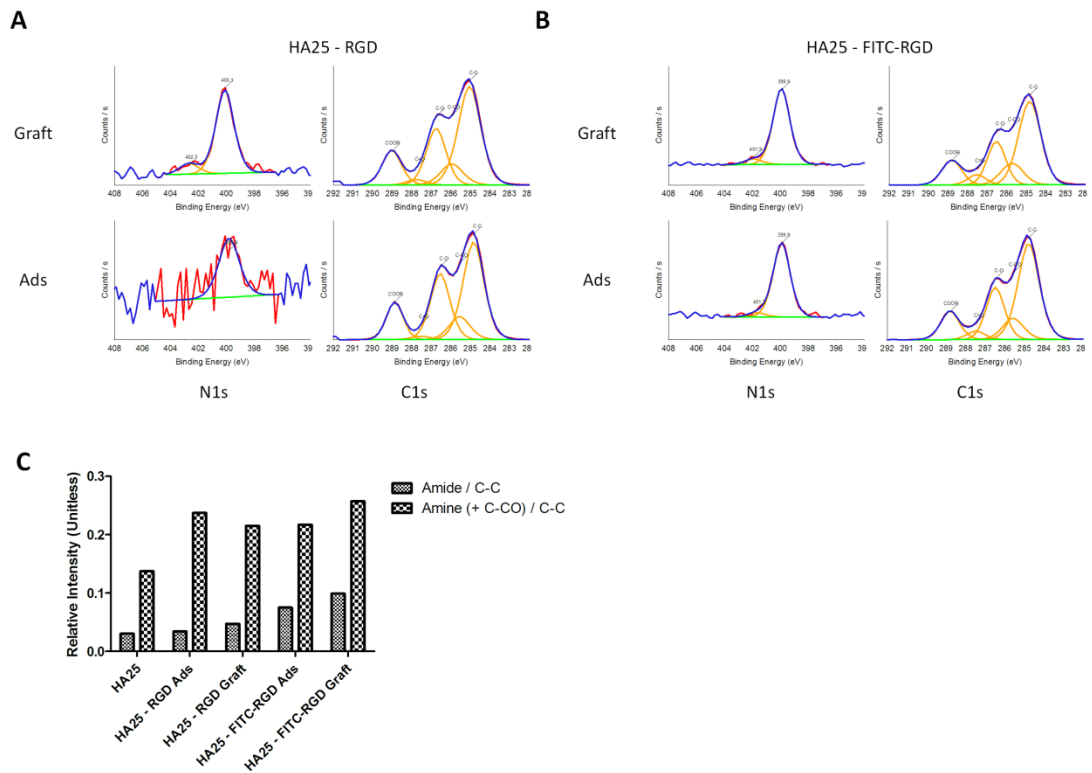 A
HA25 - RGD
B
HA25 - FITC-RGD
Graft
Counts / s
402.3
408 406 404 402 400 398 396 39
Binding Energy (eV)
Counts / s
COOR
C-O
C-CO
292 291 290 289 288 287 286 285 284 283 28
Binding Energy (eV)
Graft
Counts / s
401.9
399.9
408 406 404 402 400 398 396 39
Binding Energy (eV)
Counts / s
COOR
C-O
C-CO
292 291 290 289 288 287 286 285 284 283 28
Binding Energy (eV)
Ads
Counts / s
408 406 404 402 400 398 396 39
Binding Energy (eV)
Counts / s
COOR
C-O
292 291 290 289 288 287 286 285 284 283 28
Binding Energy (eV)
Ads
Counts / s
399.9
408 406 404 402 400 398 396 39
Binding Energy (eV)
Counts / s
COOR
C-O
292 291 290 289 288 287 286 285 284 283 28
Binding Energy (eV)
N1s
C1s
N1s
C1s
C
Relative Intensity (Unitless)
0.3
0.2
0.1
0.0
HA25
HA25 - RGD Ads
HA25 - RGD Graft
HA25 - FITC-RGD Ads
HA25 - FITC-RGD Graft
Amide / C-C
Amine (+ C-CO) / C-C